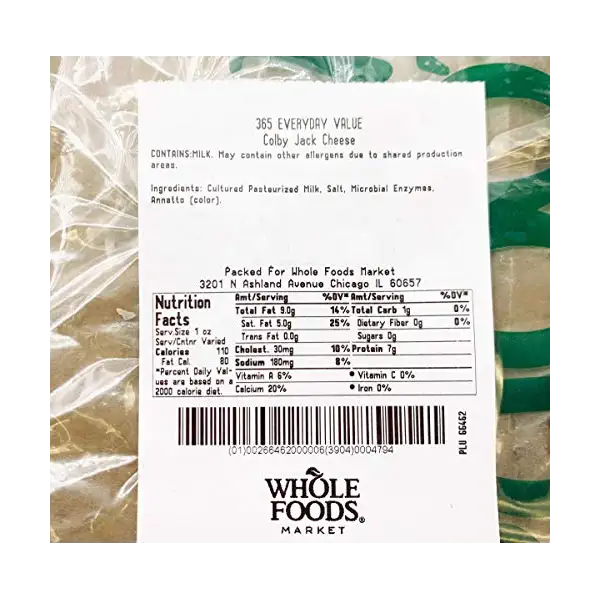 365 EVERYDAY VALUE
Colby Jack Cheese
CONTAINS:MILK. May contain other allergens due to shared production
areas.
Ingredients: Cultured Pasteurized Milk, Salt, Microbial Enzymes,
Annatto (color).
Packed For Whole Foods Market
3201 N Ashland Avenue Chicago IL 60657
Nutrition
Facts
Serv.Size 1 oz
Serv/Cntnr Varied
Calories 110
Fat Cal. 80
*Percent Daily Val-
ues are based on a
2000 calorie diet.
Amt/Serving %DV* Amt/Serving %DV*
Total Fat 9.0g 14% Total Carb 1g 0%
Sat. Fat 5.0g 25% Dietary Fiber 0g 0%
Trans Fat 0.0g Sugars 0g
Cholest. 30mg 10% Protein 7g
Sodium 180mg 8%
Vitamin A 6% • Vitamin C 0%
Calcium 20% • Iron 0%
(01)00266462000006(3904)0004794
PLU 66462
WHOLE
FOODS®
MARKET